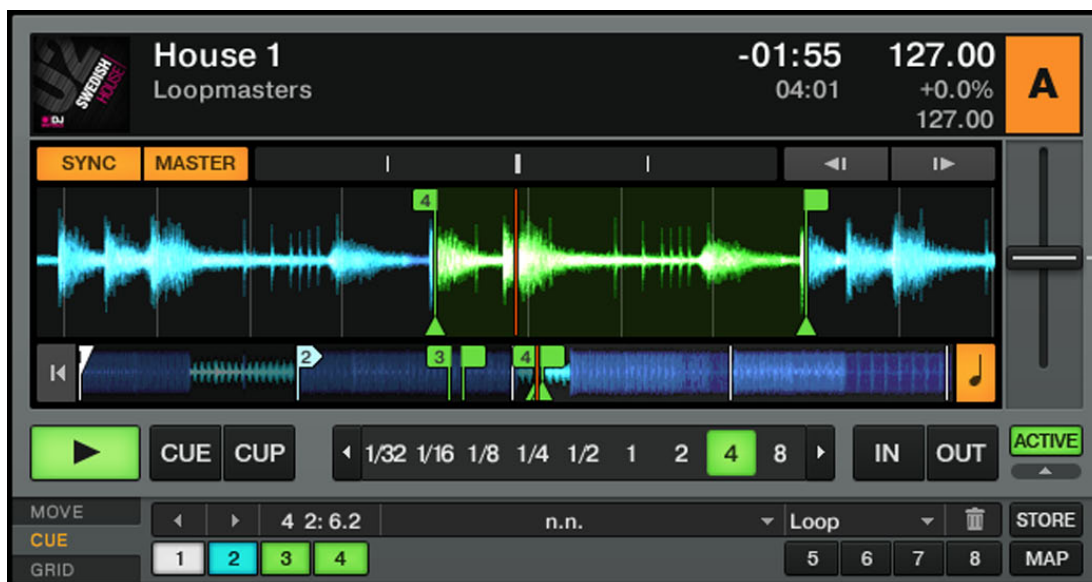 02
SWEDISH
HOUSE
DJ
House 1
Loopmasters
-01:55
04:01
127.00
+0.0%
127.00
A
SYNC MASTER
4
2 3 4
CUE CUP 1/32 1/16 1/8 1/4 1/2 1 2 4 8 IN OUT ACTIVE
MOVE
CUE
GRID
4 2: 6.2 n.n. Loop STORE
1 2 3 4 5 6 7 8 MAP